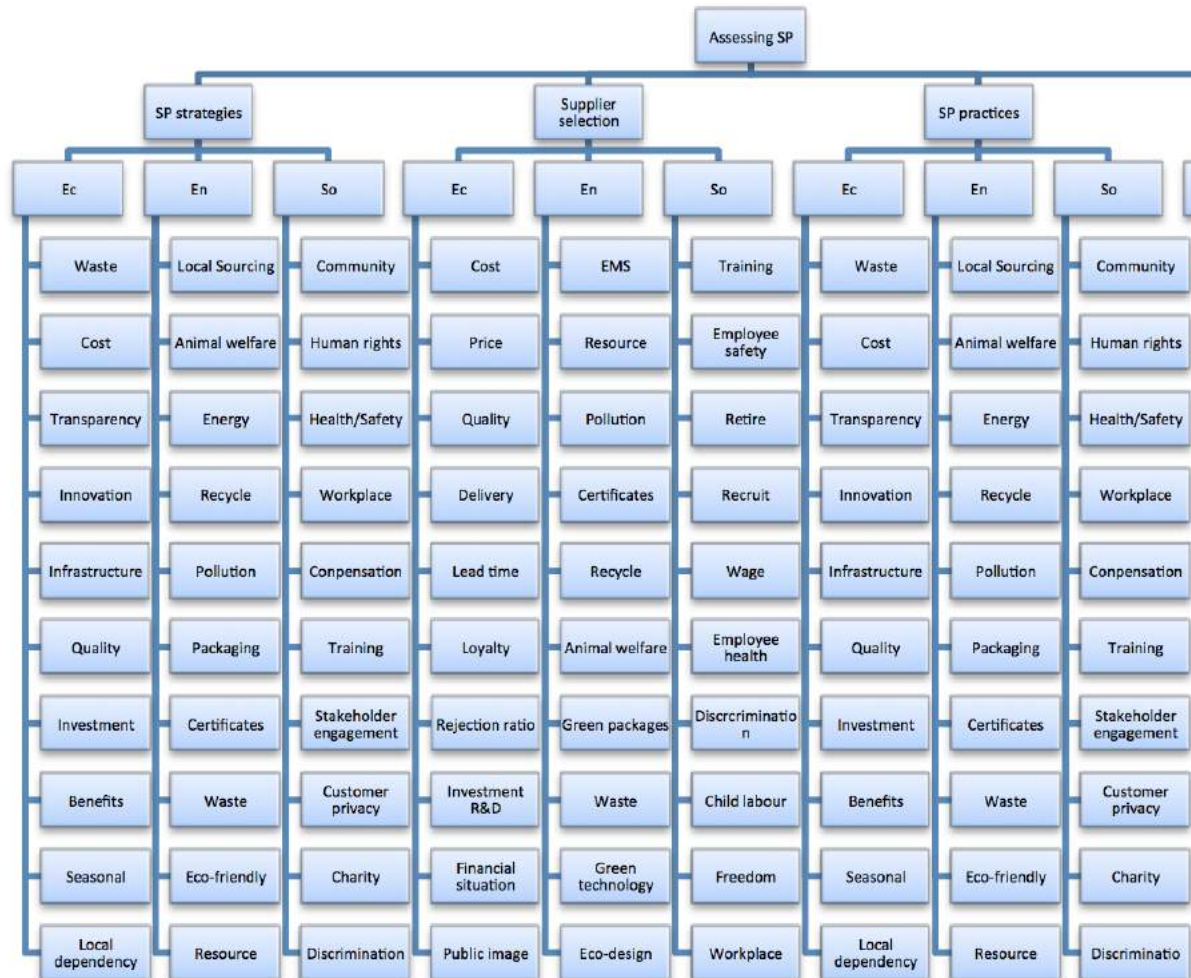 Assessing SP
SP strategies
Supplier
selection
SP practices
Ec
En
So
Ec
En
So
Ec
En
So
Waste
Local Sourcing
Community
Cost
EMS
Training
Waste
Local Sourcing
Community
Cost
Animal welfare
Human rights
Price
Resource
Employee
safety
Cost
Animal welfare
Human rights
Transparency
Energy
Health/Safety
Quality
Pollution
Retire
Transparency
Energy
Health/Safety
Innovation
Recycle
Workplace
Delivery
Certificates
Recruit
Innovation
Recycle
Workplace
Infrastructure
Pollution
Conpensation
Lead time
Recycle
Wage
Infrastructure
Pollution
Conpensation
Quality
Packaging
Training
Loyalty
Animal welfare
Employee
health
Quality
Packaging
Training
Investment
Certificates
Stakeholder
engagement
Rejection ratio
Green packages
Discrcriminatio
n
Investment
Certificates
Stakeholder
engagement
Benefits
Waste
Customer
privacy
Investment
R&D
Waste
Child labour
Benefits
Waste
Customer
privacy
Seasonal
Eco-friendly
Charity
Financial
situation
Green
technology
Freedom
Seasonal
Eco-friendly
Charity
Local
dependency
Resource
Discrimination
Public image
Eco-design
Workplace
Local
dependency
Resource
Discriminatio